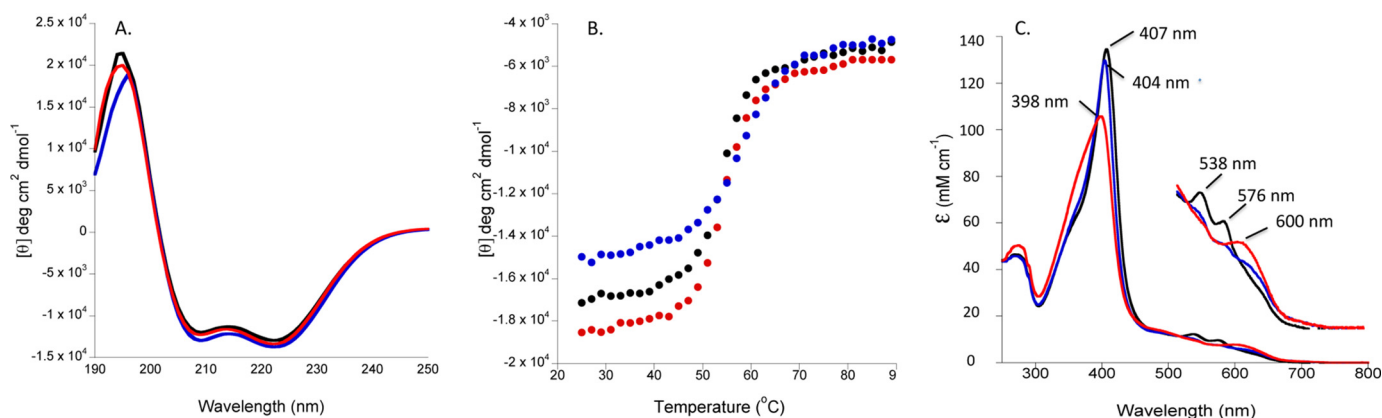 A.
2.5 x 10⁴
2 x 10⁴
1.5 x 10⁴
1 x 10⁴
5 x 10³
0
-5 x 10³
-1 x 10⁴
-1.5 x 10⁴
[θ] deg cm² dmol⁻¹
190 200 210 220 230 240 250
Wavelength (nm)
B.
-4 x 10³
-6 x 10³
-8 x 10³
-1 x 10⁴
-1.2 x 10⁴
-1.4 x 10⁴
-1.6 x 10⁴
-1.8 x 10⁴
-2 x 10⁴
[θ] deg cm² dmol⁻¹
20 30 40 50 60 70 80 9
Temperature (°C)
C.
140
120
100
80
60
40
20
0
ε (mM cm⁻¹)
407 nm
404 nm
398 nm
538 nm
576 nm
600 nm
300 400 500 600 700 800
Wavelength (nm)